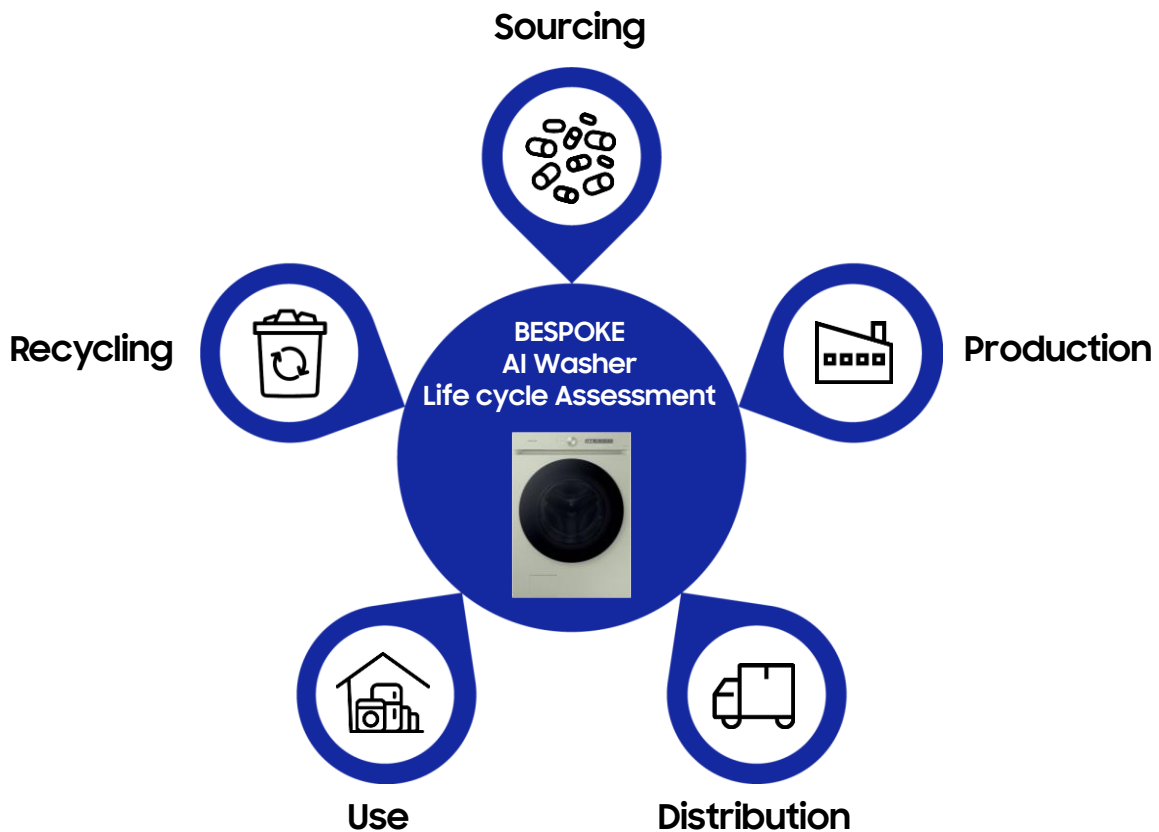 Sourcing
Recycling
BESPOKE
AI Washer
Life cycle Assessment
Production
Use
Distribution